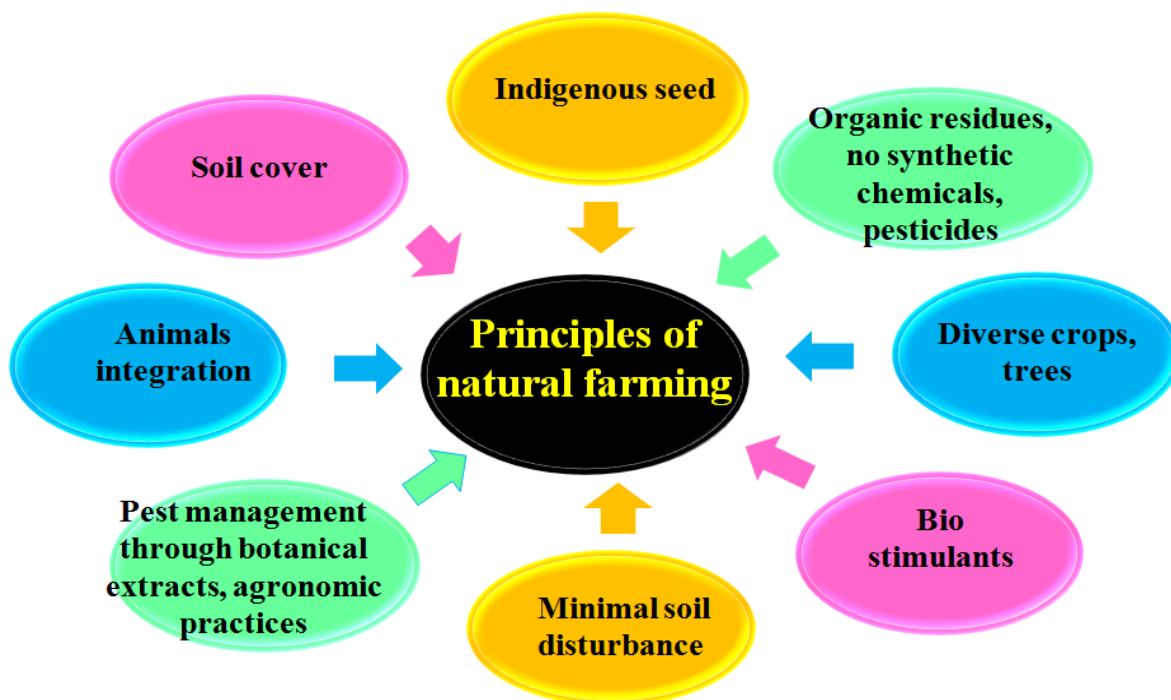 Indigenous seed
Organic residues,
no synthetic
chemicals,
pesticides
Soil cover
Principles of
natural farming
Animals
integration
Diverse crops,
trees
Pest management
through botanical
extracts, agronomic
practices
Bio
stimulants
Minimal soil
disturbance